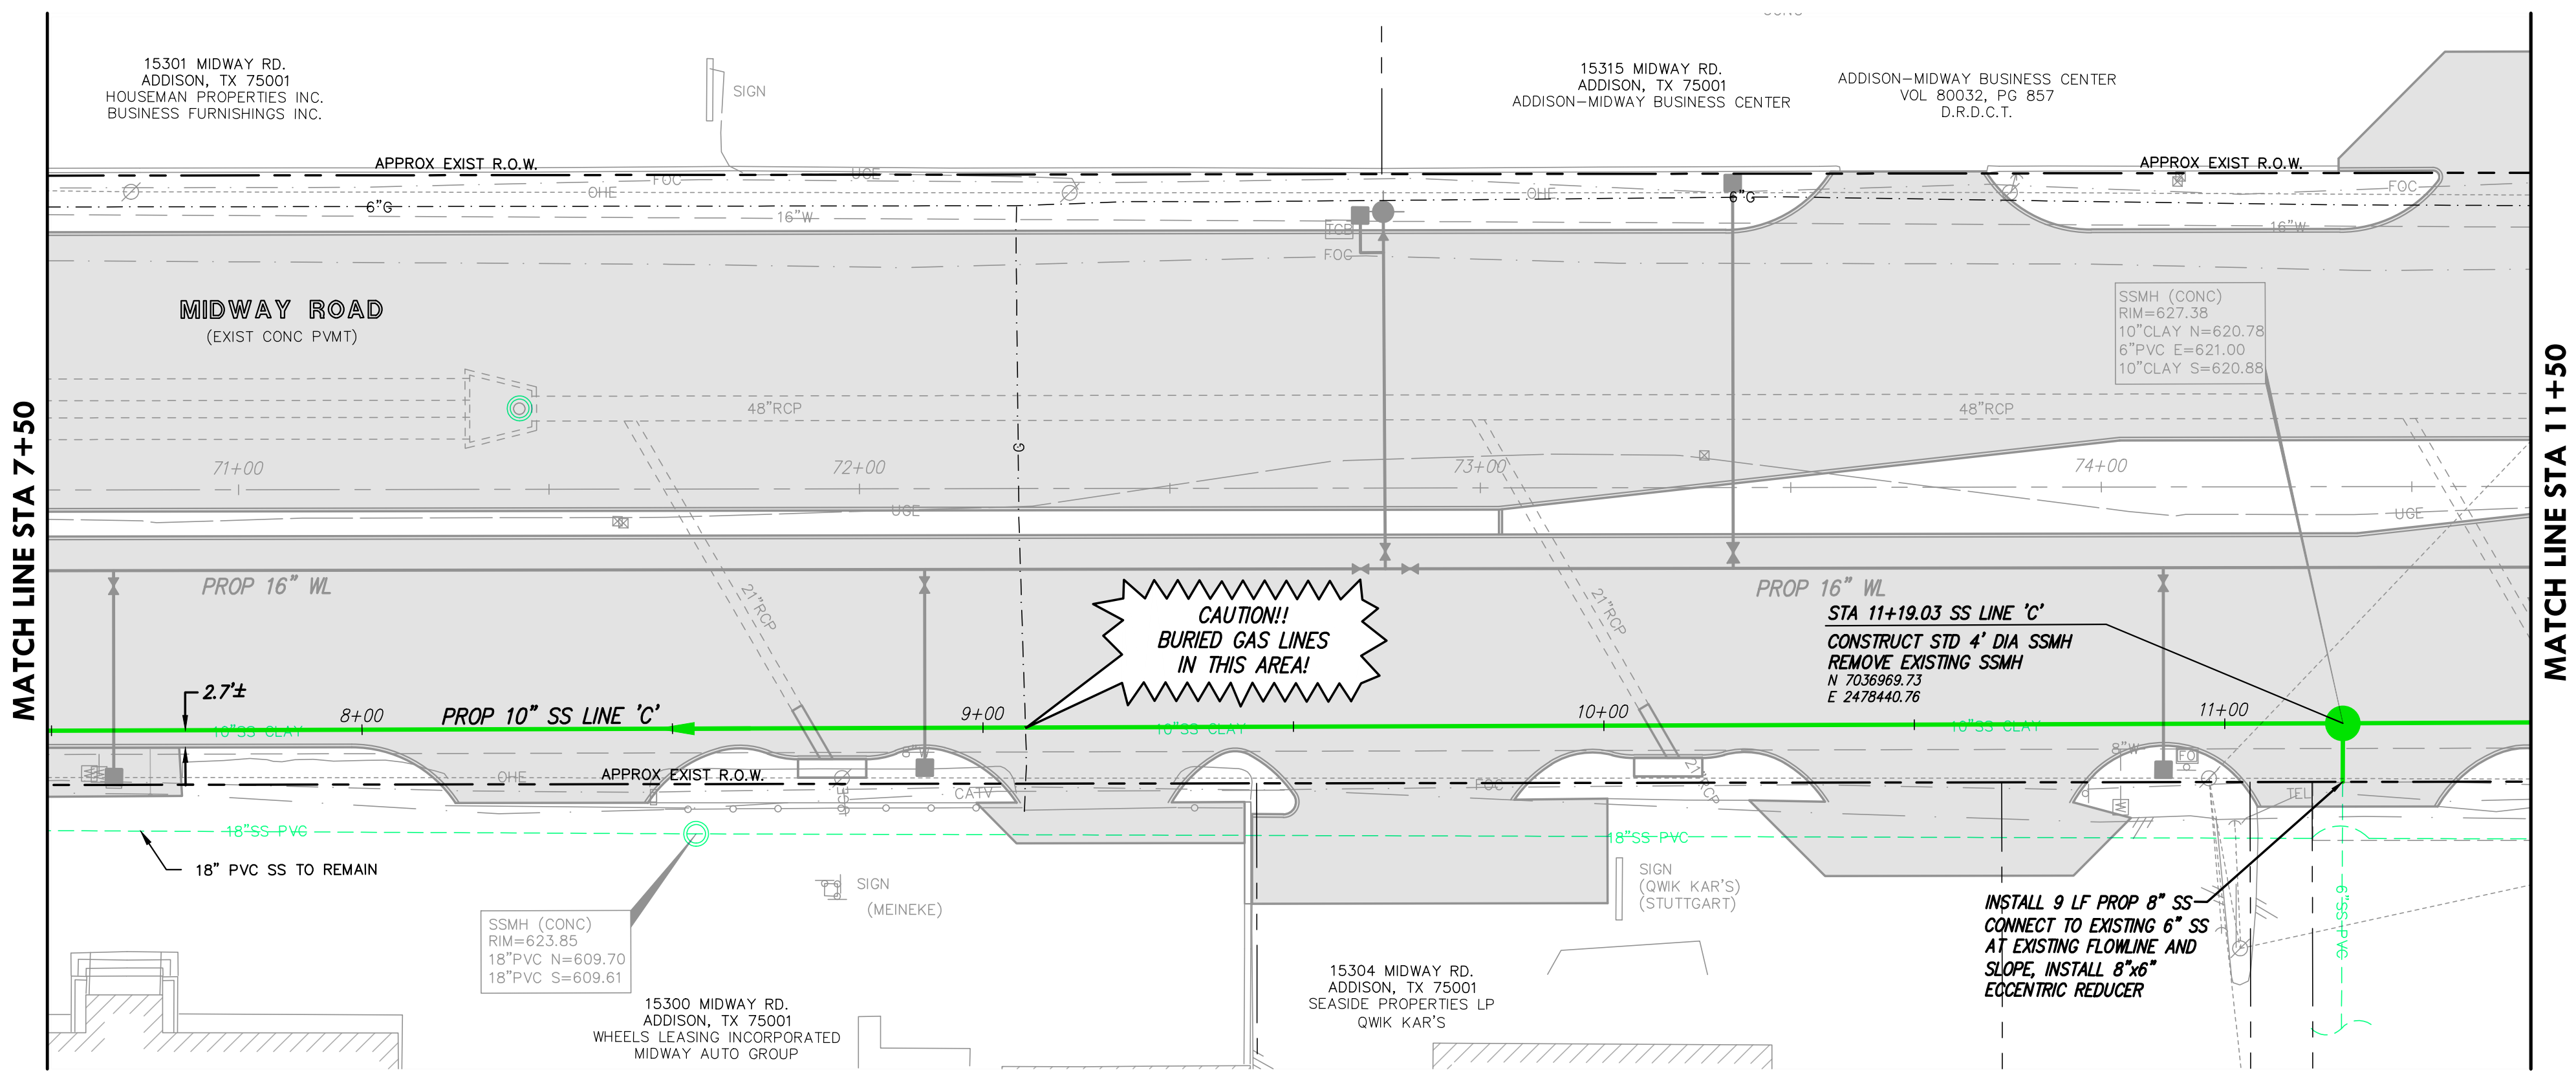 15301 MIDWAY RD.
ADDISON, TX 75001
HOUSEMAN PROPERTIES INC.
BUSINESS FURNISHINGS INC.
SIGN
15315 MIDWAY RD.
ADDISON, TX 75001
ADDISON-MIDWAY BUSINESS CENTER
ADDISON-MIDWAY BUSINESS CENTER
VOL 80032, PG 857
D.R.D.C.T.
APPROX EXIST R.O.W.
FOC
UGE
APPROX EXIST R.O.W.
OHE
OHE
FOC
6"G
6"G
16"W
16"W
TCB
FOC
MIDWAY ROAD
(EXIST CONC PVMT)
SSMH (CONC)
RIM=627.38
10"CLAY N=620.78
6"PVC E=621.00
10"CLAY S=620.88
48"RCP
48"RCP
G
71+00
72+00
73+00
74+00
UGE
UGE
MATCH LINE STA 7+50
MATCH LINE STA 11+50
PROP 16" WL
PROP 16" WL
21"RCP
21"RCP
CAUTION!!
BURIED GAS LINES
IN THIS AREA!
STA 11+19.03 SS LINE 'C'
CONSTRUCT STD 4' DIA SSMH
REMOVE EXISTING SSMH
N 7036969.73
E 2478440.76
2.7'±
8+00
PROP 10" SS LINE 'C'
9+00
10+00
11+00
10"SS CLAY
10"SS CLAY
10"SS CLAY
8"W
8"W
FO
OHE
APPROX EXIST R.O.W.
UGE
CATV
FOC
21"RCP
TEL
18"SS PVC
18"SS PVC
18" PVC SS TO REMAIN
SIGN
(MEINEKE)
SIGN
(QWIK KAR'S)
(STUTTGART)
6"SS PVC
INSTALL 9 LF PROP 8" SS
CONNECT TO EXISTING 6" SS
AT EXISTING FLOWLINE AND
SLOPE, INSTALL 8"x6"
ECCENTRIC REDUCER
SSMH (CONC)
RIM=623.85
18"PVC N=609.70
18"PVC S=609.61
15300 MIDWAY RD.
ADDISON, TX 75001
WHEELS LEASING INCORPORATED
MIDWAY AUTO GROUP
15304 MIDWAY RD.
ADDISON, TX 75001
SEASIDE PROPERTIES LP
QWIK KAR'S